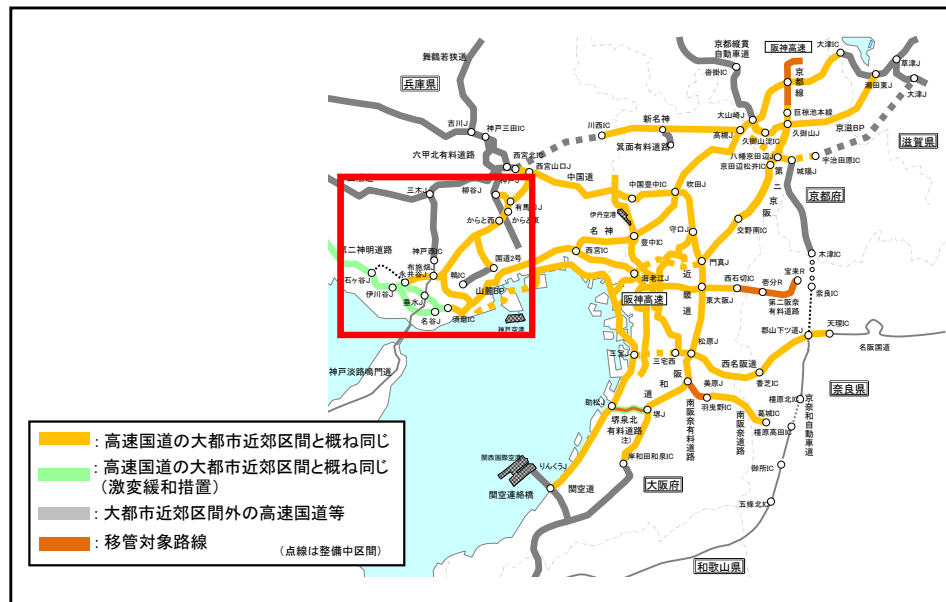 舞鶴若狭道
兵庫県
吉川J
神戸三田IC
六甲北有料道路
西宮北IC
神戸J
西宮山口J
川西IC
新名神
箕面有料道路
高槻J
京都縦貫
自動車道
沓掛IC
大山崎J
阪神高速
京都線
大津IC
草津J
瀬田東J
大津J
巨椋池本線
久御山J
久御山淀IC
京滋BP
滋賀県
八幡京田辺J
京田辺松井IC
宇治田原IC
城陽J
第二京阪
京都府
三木J
柳谷J
有馬口J
からと西
からと東
中国道
中国豊中IC
吹田J
伊丹空港
名神
豊中IC
守口J
交野南IC
門真J
木津IC
第二神明道路
神戸西IC
布施畑J
永井谷J
石ヶ谷J
伊川谷J
垂水J
名谷J
須磨IC
鵯IC
国道2号
山麓BP
西宮IC
海老江J
近畿道
阪神高速
東大阪J
西石切IC
壱分R
宝来R
第二阪奈
有料道路
奈良IC
神戸空港
神戸淡路鳴門道
三宝J
三宅西
松原J
西名阪道
郡山下ツ道J
天理IC
名阪国道
香芝IC
奈良県
阪和道
美原J
羽曳野IC
南阪奈有料道路
南阪奈道路
葛城IC
橿原北IC
橿原高田IC
京奈和自動車道
御所IC
五條北IC
助松J
堺泉北
有料道路
注)
堺J
岸和田和泉IC
関西国際空港
りんくうJ
関空連絡橋
関空道
大阪府
和歌山県
：高速国道の大都市近郊区間と概ね同じ
：高速国道の大都市近郊区間と概ね同じ
（激変緩和措置）
：大都市近郊区間外の高速国道等
：移管対象路線
（点線は整備中区間）